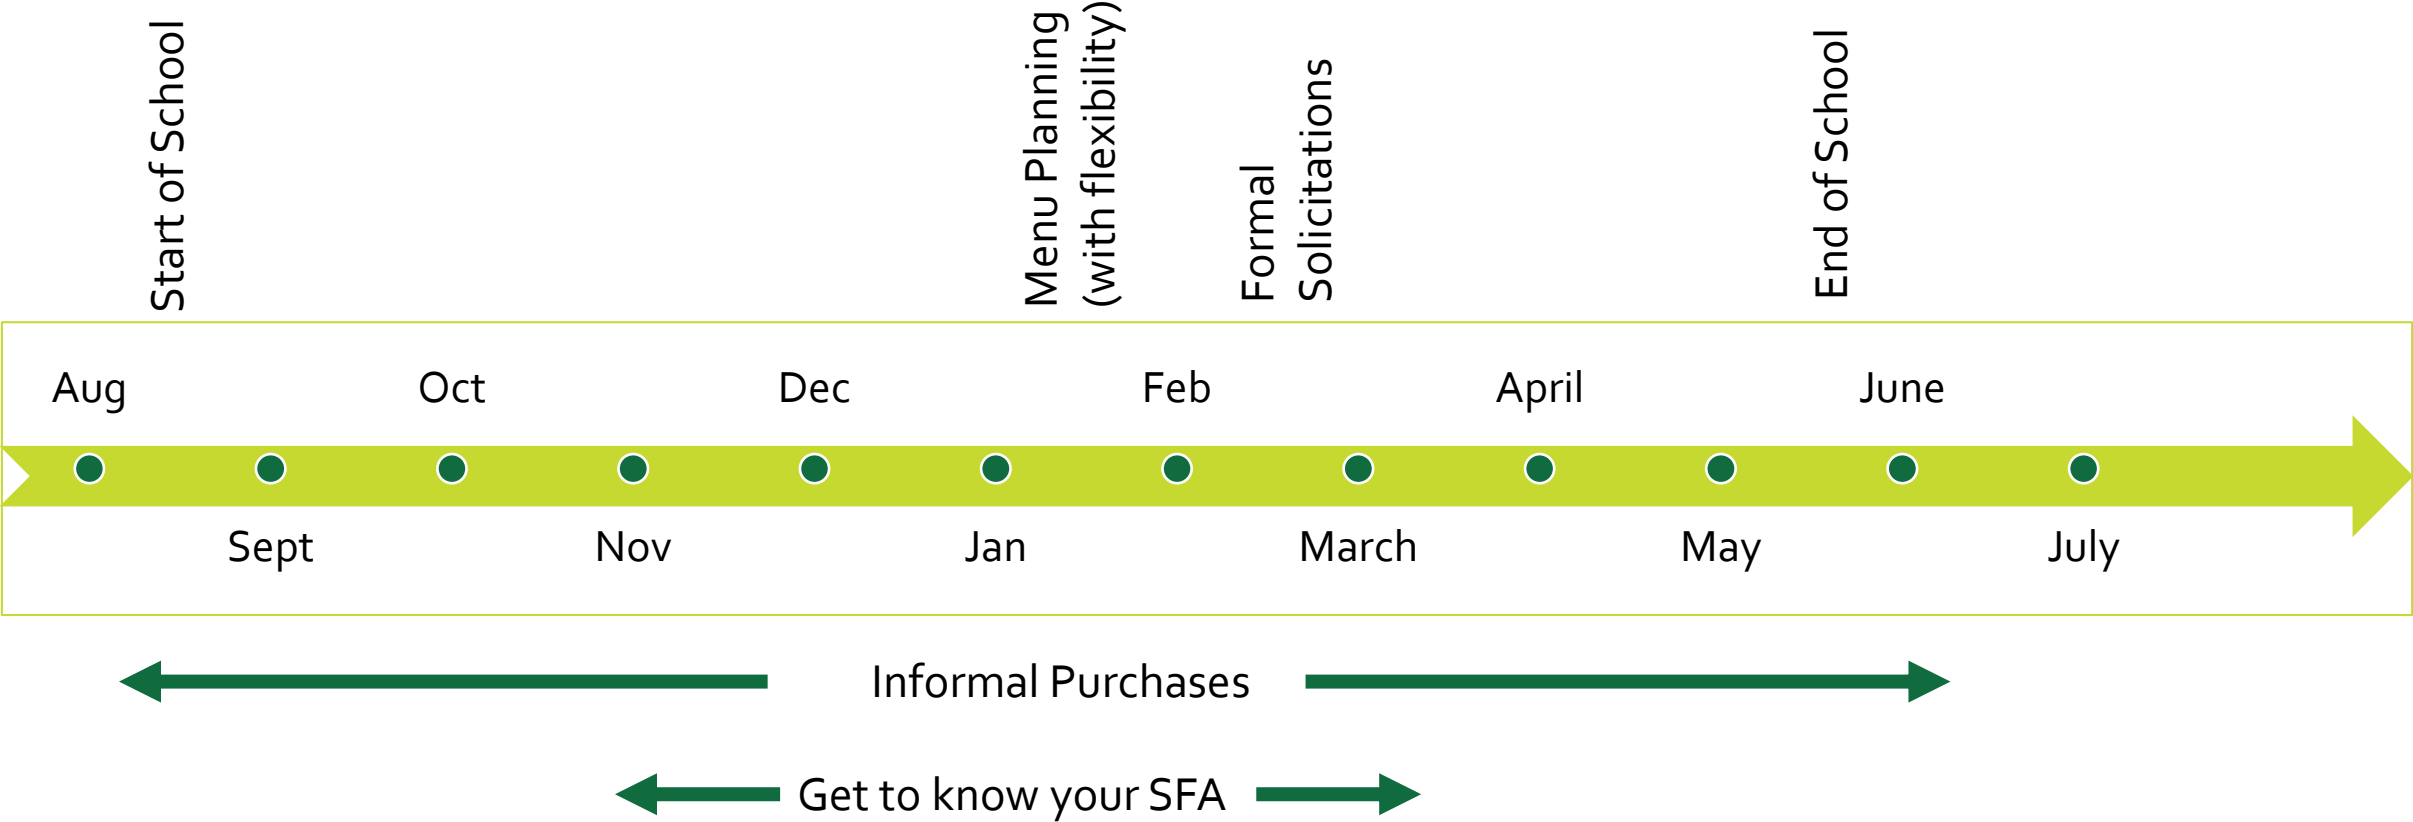 Start of School
Menu Planning
(with flexibility)
Formal
Solicitations
End of School
Aug
Oct
Dec
Feb
April
June
Sept
Nov
Jan
March
May
July
Informal Purchases
Get to know your SFA